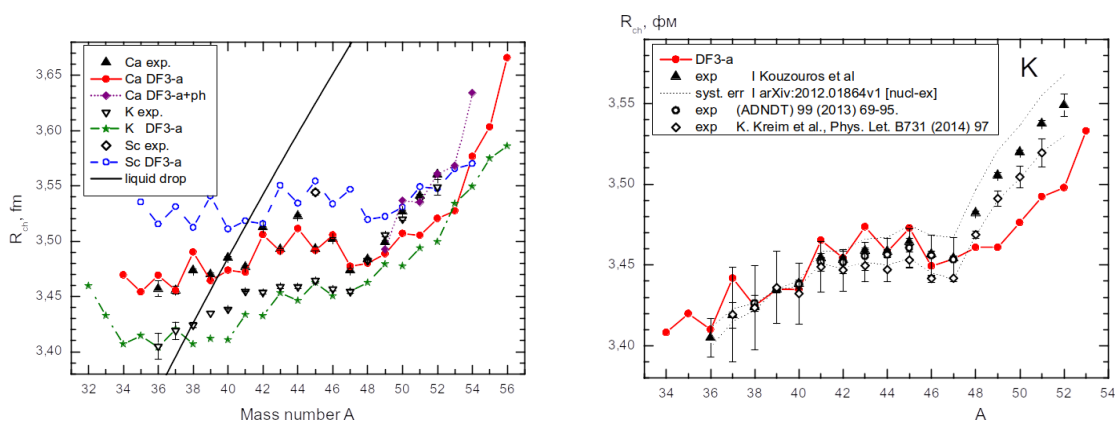 3,65
3,60
3,55
3,50
3,45
3,40
R_ch, fm
Ca exp.
Ca DF3-a
Ca DF3-a+ph
K exp.
K DF3-a
Sc exp.
Sc DF3-a
liquid drop
32 34 36 38 40 42 44 46 48 50 52 54 56
Mass number A
R_ch, фм
3,55
3,50
3,45
3,40
DF3-a
exp I Kouzouros et al
syst. err I arXiv:2012.01864v1 [nucl-ex]
exp (ADNDT) 99 (2013) 69-95.
exp K. Kreim et al., Phys. Let. B731 (2014) 97
K
34 36 38 40 42 44 46 48 50 52 54
A